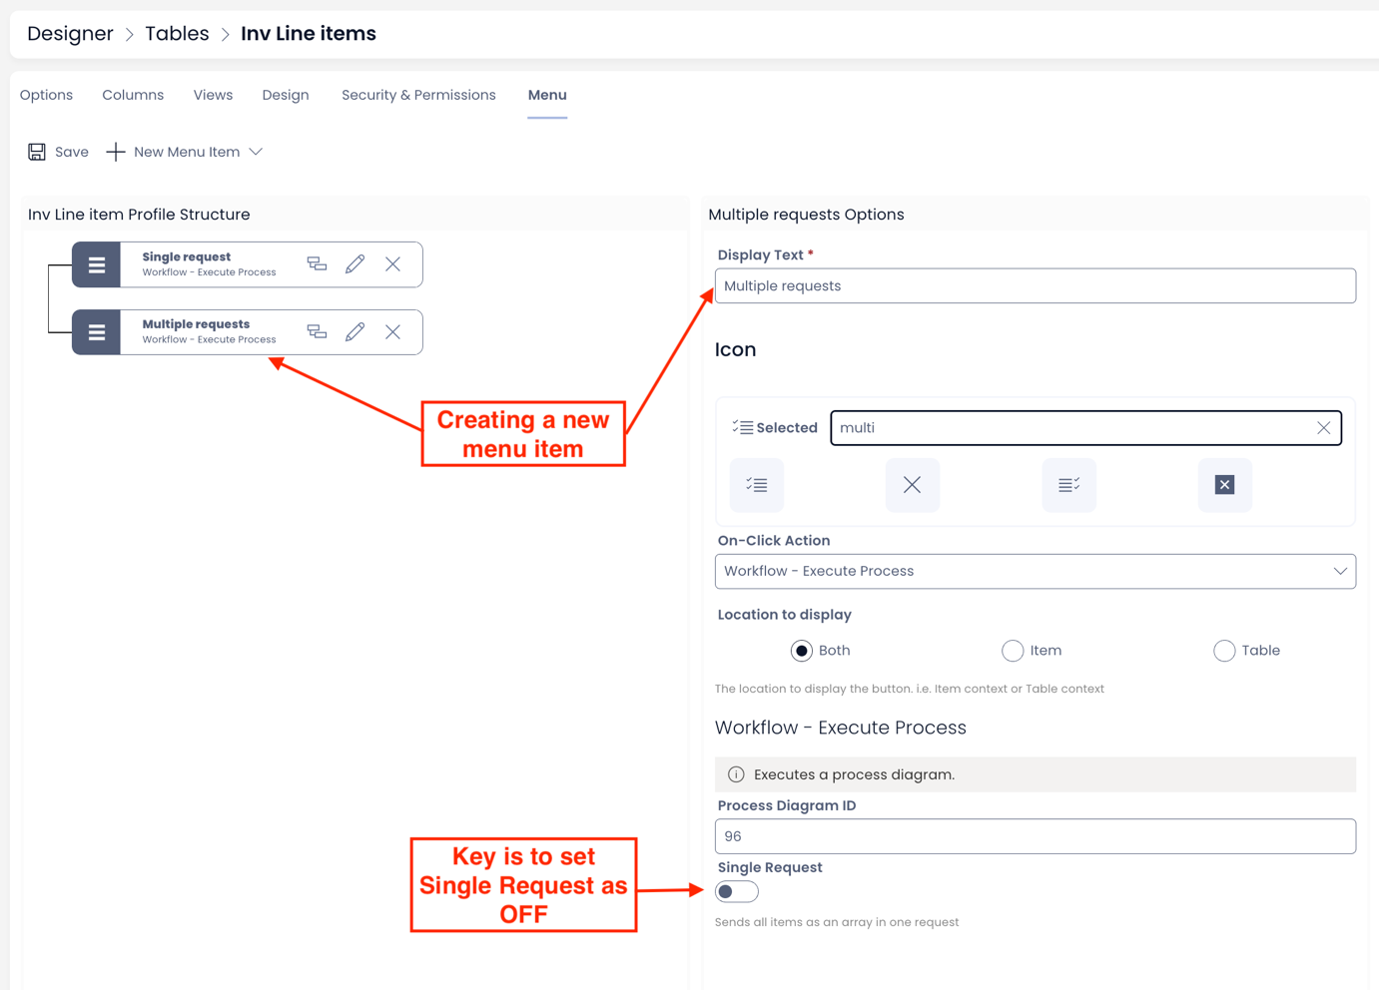 Designer > Tables > Inv Line items
Options Columns Views Design Security & Permissions Menu
Save New Menu Item
Inv Line item Profile Structure
Single request
Workflow - Execute Process
Multiple requests
Workflow - Execute Process
Creating a new
menu item
Multiple requests Options
Display Text *
Multiple requests
Icon
Selected multi
On-Click Action
Workflow - Execute Process
Location to display
Both Item Table
The location to display the button. i.e. Item context or Table context
Workflow - Execute Process
Executes a process diagram.
Process Diagram ID
96
Key is to set
Single Request as
OFF
Single Request
Sends all items as an array in one request